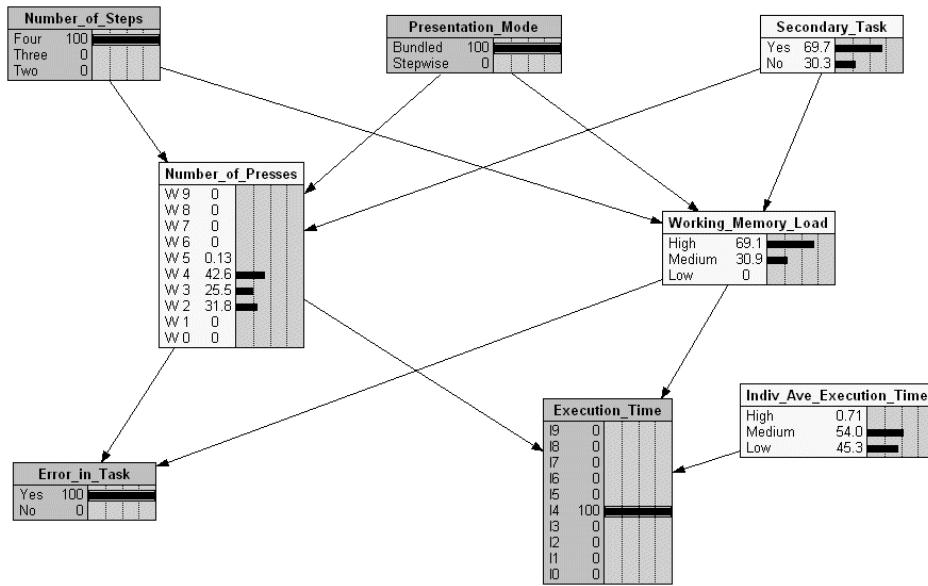 Number_of_Steps
Four 100
Three 0
Two 0
Presentation_Mode
Bundled 100
Stepwise 0
Secondary_Task
Yes 69.7
No 30.3
Number_of_Presses
W 9 0
W 8 0
W 7 0
W 6 0
W 5 0.13
W 4 42.6
W 3 25.5
W 2 31.8
W 1 0
W 0 0
Working_Memory_Load
High 69.1
Medium 30.9
Low 0
Execution_Time
I9 0
I8 0
I7 0
I6 0
I5 0
I4 100
I3 0
I2 0
I1 0
I0 0
Indiv_Ave_Execution_Time
High 0.71
Medium 54.0
Low 45.3
Error_in_Task
Yes 100
No 0